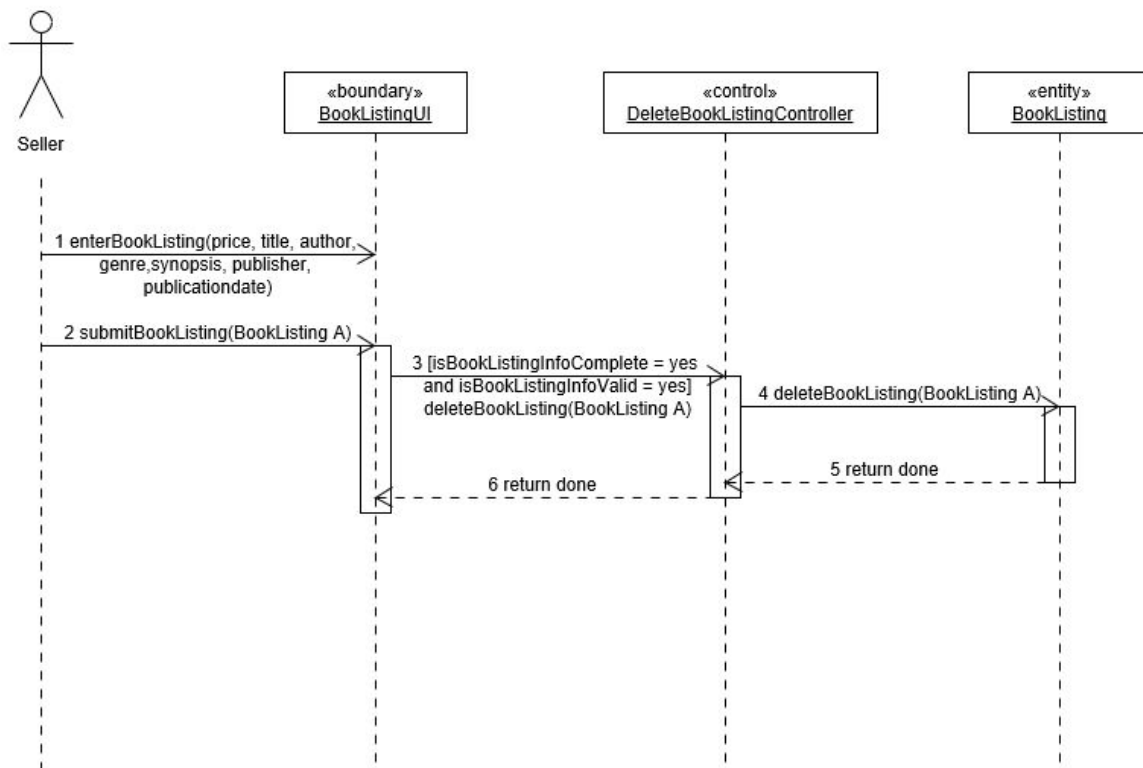 Seller
«boundary»
BookListingUI
«control»
DeleteBookListingController
«entity»
BookListing
1 enterBookListing(price, title, author,
genre,synopsis, publisher,
publicationdate)
2 submitBookListing(BookListing A)
3 [isBookListingInfoComplete = yes
and isBookListingInfoValid = yes]
deleteBookListing(BookListing A)
4 deleteBookListing(BookListing A)
5 return done
6 return done